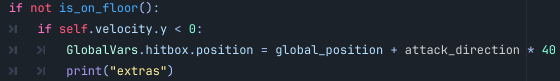 if not is_on_floor():
if self.velocity.y < 0:
GlobalVars.hitbox.position = global_position + attack_direction * 40
print("extras")